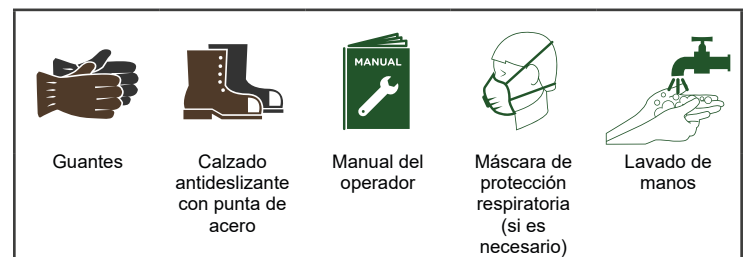 MANUAL
Guantes
Calzado
antideslizante
con punta de
acero
Manual del
operador
Máscara de
protección
respiratoria
(si es
necesario)
Lavado de
manos